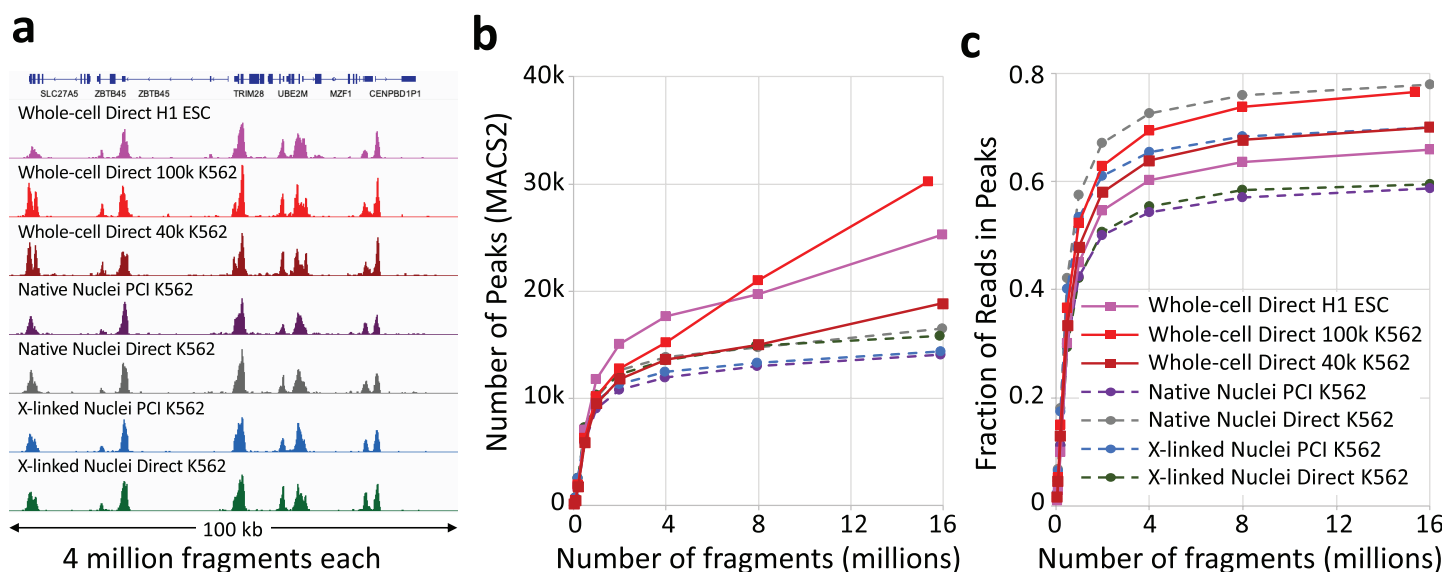 a
SLC27A5 ZBTB45 ZBTB45 TRIM28 UBE2M MZF1 CENPBD1P1
Whole-cell Direct H1 ESC
Whole-cell Direct 100k K562
Whole-cell Direct 40k K562
Native Nuclei PCI K562
Native Nuclei Direct K562
X-linked Nuclei PCI K562
X-linked Nuclei Direct K562
100 kb
4 million fragments each
b
Number of Peaks (MACS2)
40k
30k
20k
10k
0
0 4 8 12 16
Number of fragments (millions)
c
Fraction of Reads in Peaks
0.8
0.6
0.4
0.2
0
Whole-cell Direct H1 ESC
Whole-cell Direct 100k K562
Whole-cell Direct 40k K562
Native Nuclei PCI K562
Native Nuclei Direct K562
X-linked Nuclei PCI K562
X-linked Nuclei Direct K562
0 4 8 12 16
Number of fragments (millions)